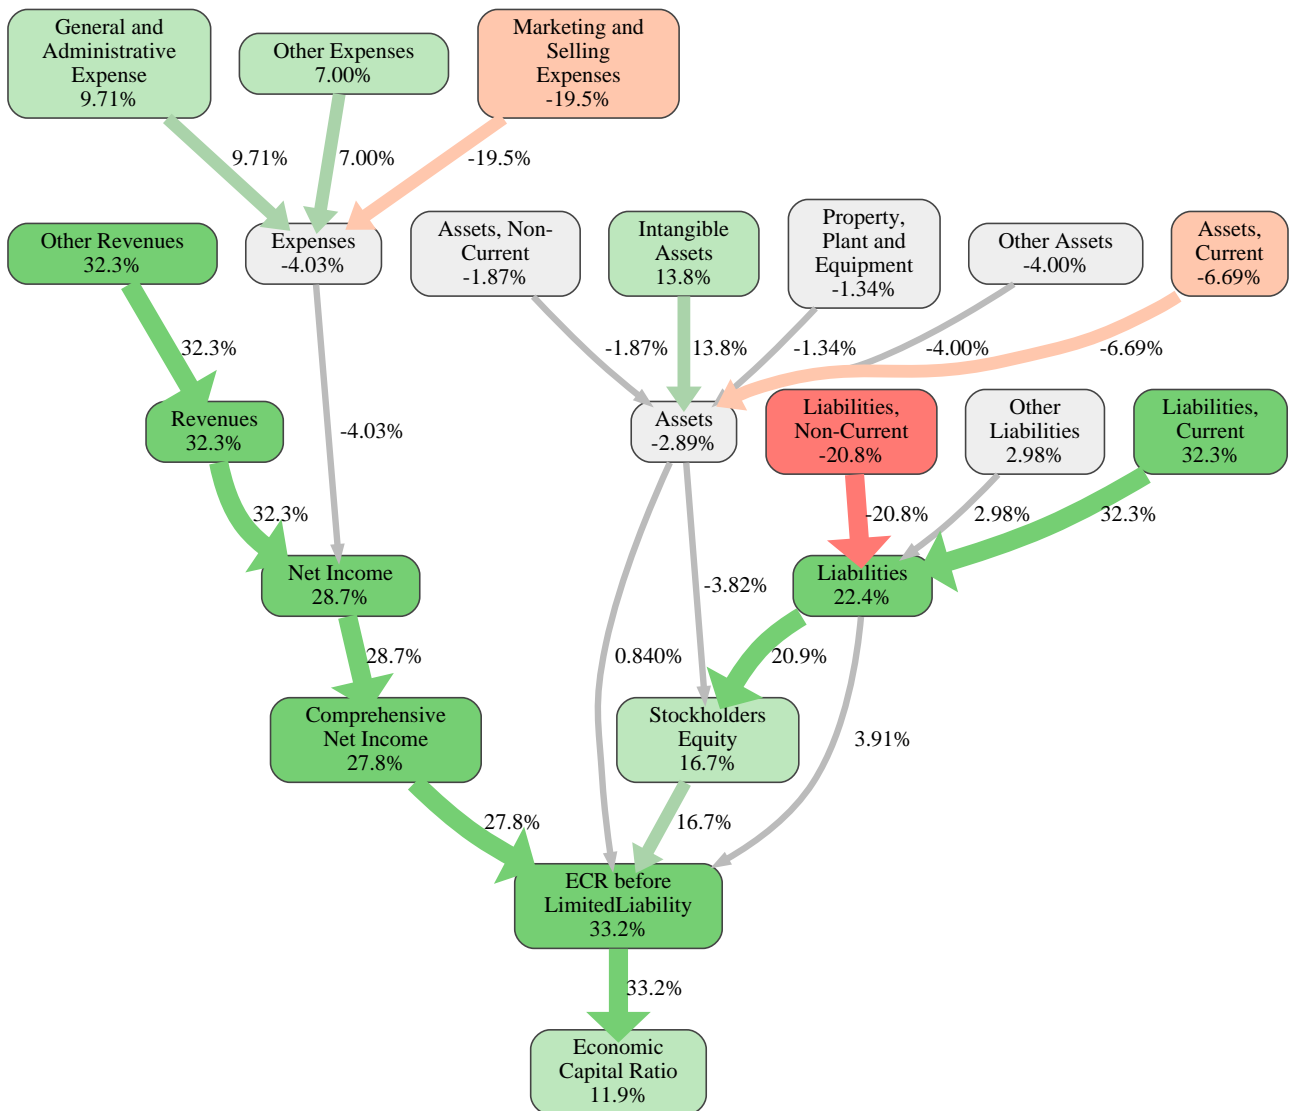 General and
Administrative
Expense
9.71%
Other Expenses
7.00%
Marketing and
Selling
Expenses
-19.5%
9.71%
7.00%
-19.5%
Other Revenues
32.3%
Expenses
-4.03%
Assets, Non-
Current
-1.87%
Intangible
Assets
13.8%
Property,
Plant and
Equipment
-1.34%
Other Assets
-4.00%
Assets,
Current
-6.69%
32.3%
-1.87%
13.8%
-1.34%
-4.00%
-6.69%
Revenues
32.3%
-4.03%
Assets
-2.89%
Liabilities,
Non-Current
-20.8%
Other
Liabilities
2.98%
Liabilities,
Current
32.3%
32.3%
-20.8%
2.98%
32.3%
Net Income
28.7%
-3.82%
Liabilities
22.4%
28.7%
0.840%
20.9%
Comprehensive
Net Income
27.8%
Stockholders
Equity
16.7%
3.91%
27.8%
16.7%
ECR before
LimitedLiability
33.2%
33.2%
Economic
Capital Ratio
11.9%